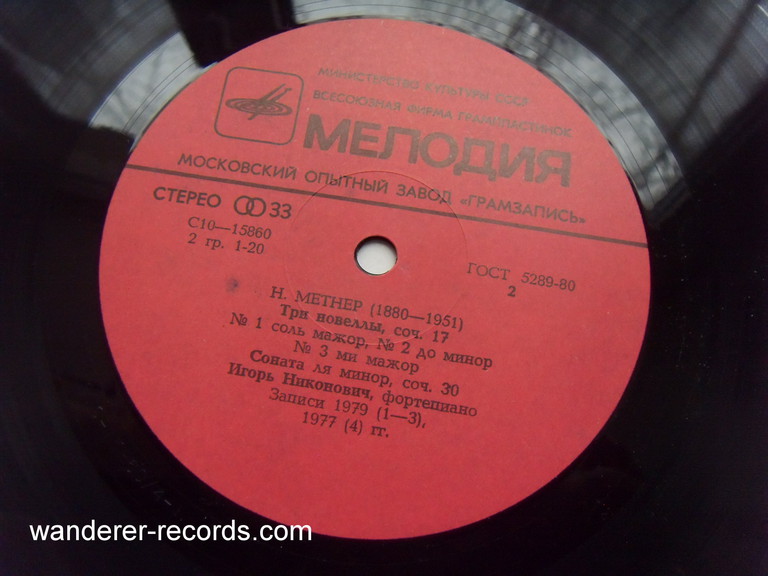 МИНИСТЕРСТВО КУЛЬТУРЫ СССР
ВСЕСОЮЗНАЯ ФИРМА ГРАМПЛАСТИНОК
МЕЛОДИЯ
МОСКОВСКИЙ ОПЫТНЫЙ ЗАВОД «ГРАМЗАПИСЬ»
СТЕРЕО 33
С10—15860
2 гр. 1-20
ГОСТ 5289-80
2
Н. МЕТНЕР (1880—1951)
Три новеллы, соч. 17
№ 1 соль мажор, № 2 до минор
№ 3 ми мажор
Соната ля минор, соч. 30
Игорь Никонович, фортепиано
Записи 1979 (1—3),
1977 (4) гг.
wanderer-records.com